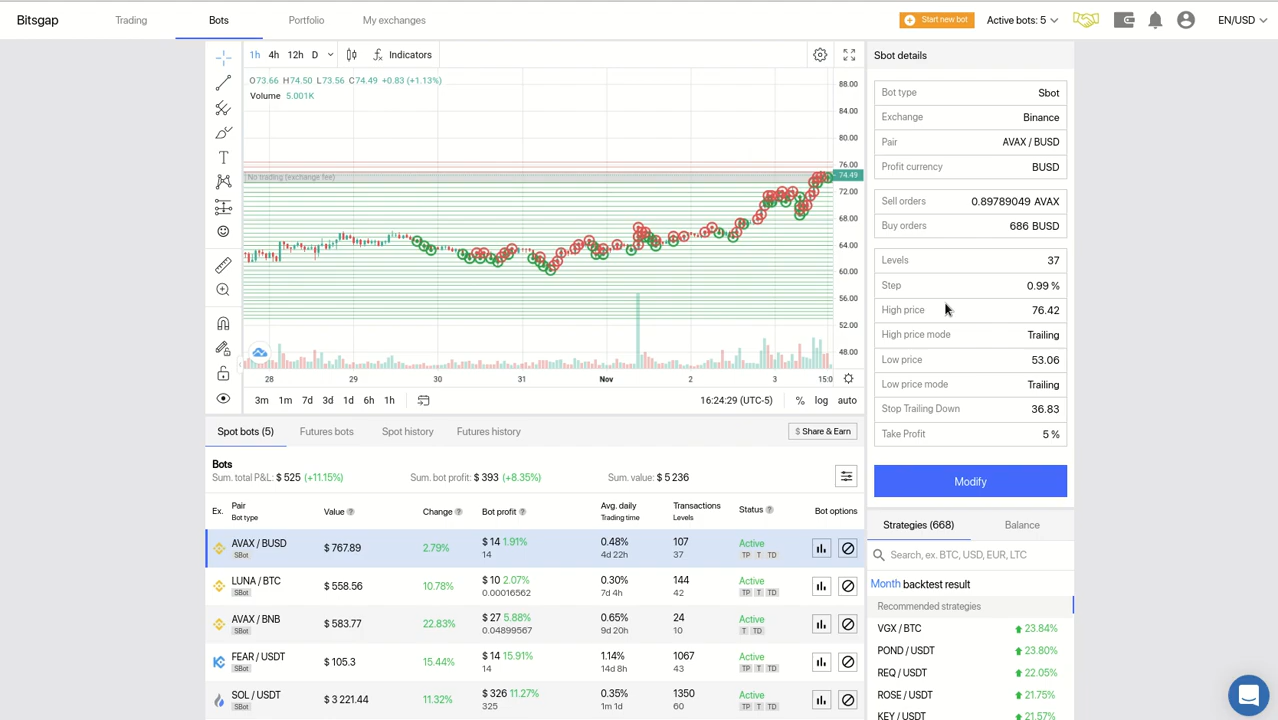 Bitsgap Trading Bots Portfolio My exchanges Start new bot Active bots: 5 EN/USD
1h 4h 12h D Indicators
O73.66 H74.50 L73.56 C74.49 +0.83 (+1.13%)
Volume 5.001K
No trading (exchange fee)
88.00
84.00
80.00
76.00
74.49
72.00
68.00
64.00
60.00
56.00
52.00
48.00
28 29 30 31 Nov 2 3 15:0
3m 1m 7d 3d 1d 6h 1h 16:24:29 (UTC-5) % log auto
Sbot details
Bot type Sbot
Exchange Binance
Pair AVAX / BUSD
Profit currency BUSD
Sell orders 0.89789049 AVAX
Buy orders 686 BUSD
Levels 37
Step 0.99 %
High price 76.42
High price mode Trailing
Low price 53.06
Low price mode Trailing
Stop Trailing Down 36.83
Take Profit 5 %
Modify
Spot bots (5) Futures bots Spot history Futures history $ Share & Earn
Bots
Sum. total P&L: $ 525 (+11.15%) Sum. bot profit: $ 393 (+8.35%) Sum. value: $ 5 236
Ex. Pair Value Change Bot profit Avg. daily Transactions Status Bot options
Bot type Trading time Levels
AVAX / BUSD $ 767.89 2.79% $ 14 1.91% 0.48% 107 Active
SBot 14 4d 22h 37 TP T TD
LUNA / BTC $ 558.56 10.78% $ 10 2.07% 0.30% 144 Active
SBot 0.00016562 7d 4h 42 TP T TD
AVAX / BNB $ 583.77 22.83% $ 27 5.88% 0.65% 24 Active
SBot 0.04899567 9d 20h 10 T TD
FEAR / USDT $ 105.3 15.44% $ 14 15.91% 1.14% 1067 Active
SBot 14 14d 8h 43 TP T TD
SOL / USDT $ 3 221.44 11.32% $ 326 11.27% 0.35% 1350 Active
SBot 325 1m 1d 60 TP T TD
Strategies (668) Balance
Search, ex. BTC, USD, EUR, LTC
Month backtest result
Recommended strategies
VGX / BTC 23.84%
POND / USDT 23.80%
REQ / USDT 22.05%
ROSE / USDT 21.75%
KEY / USDT 21.57%